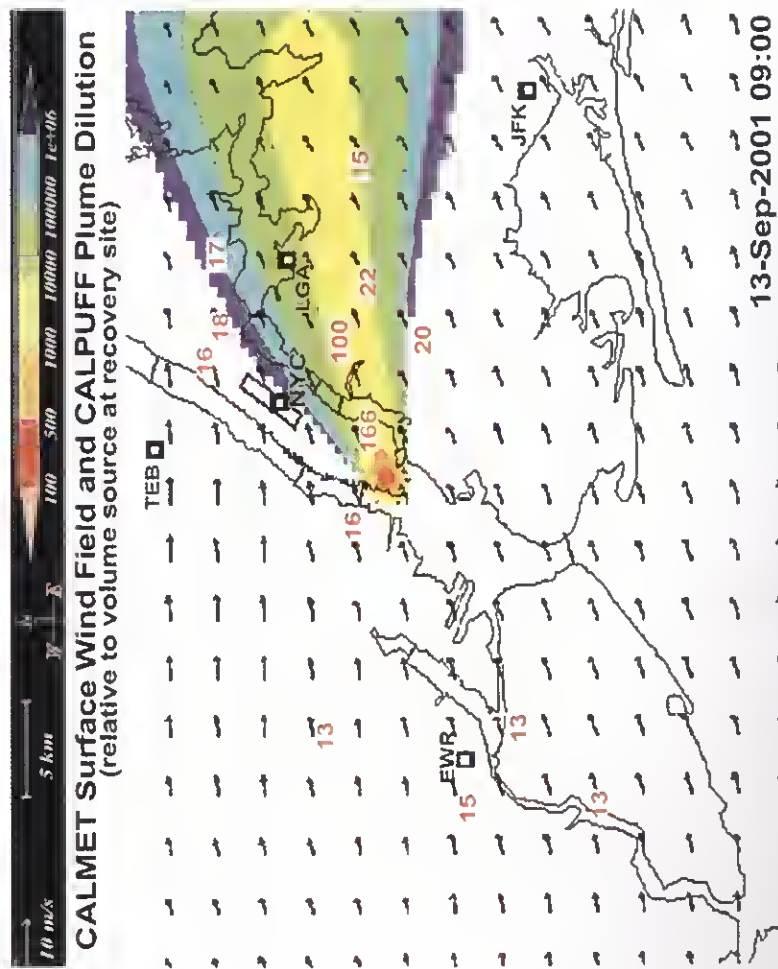 10 m/s 5 km W E 100 500 1000 10000 100000 1e+06
CALMET Surface Wind Field and CALPUFF Plume Dilution
(relative to volume source at recovery site)
TEB
16
18
17
NYC
LGA
16
166
100
22
15
20
13
EWR
15
13
13
JFK
13-Sep-2001 09:00